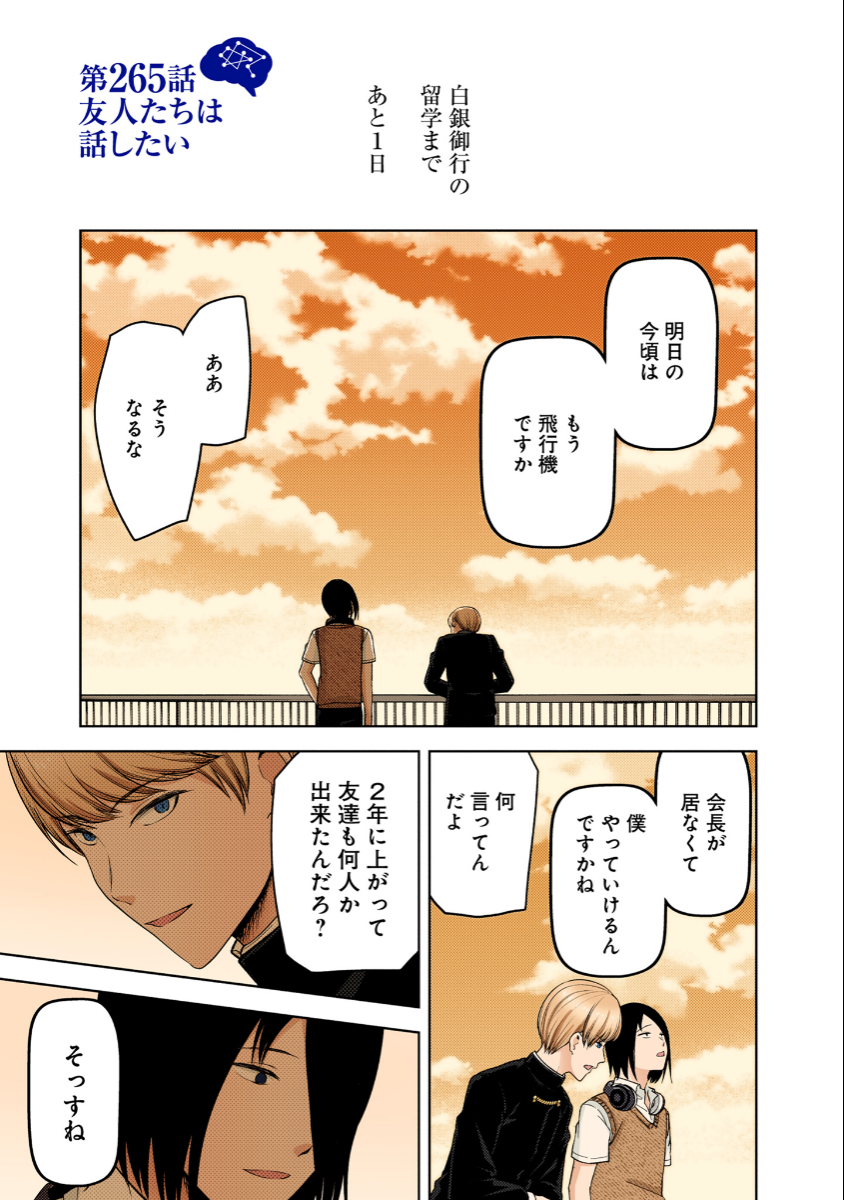 第265話
友人たちは
話したい
白銀御行の
留学まで
あと1日
明日の
今頃は
もう
飛行機
ですか
ああ
そう
なるな
会長が
居なくて
僕
やっていけるん
ですかね
何
言ってん
だよ
2年に上がって
友達も何人か
出来たんだろ?
そっすね